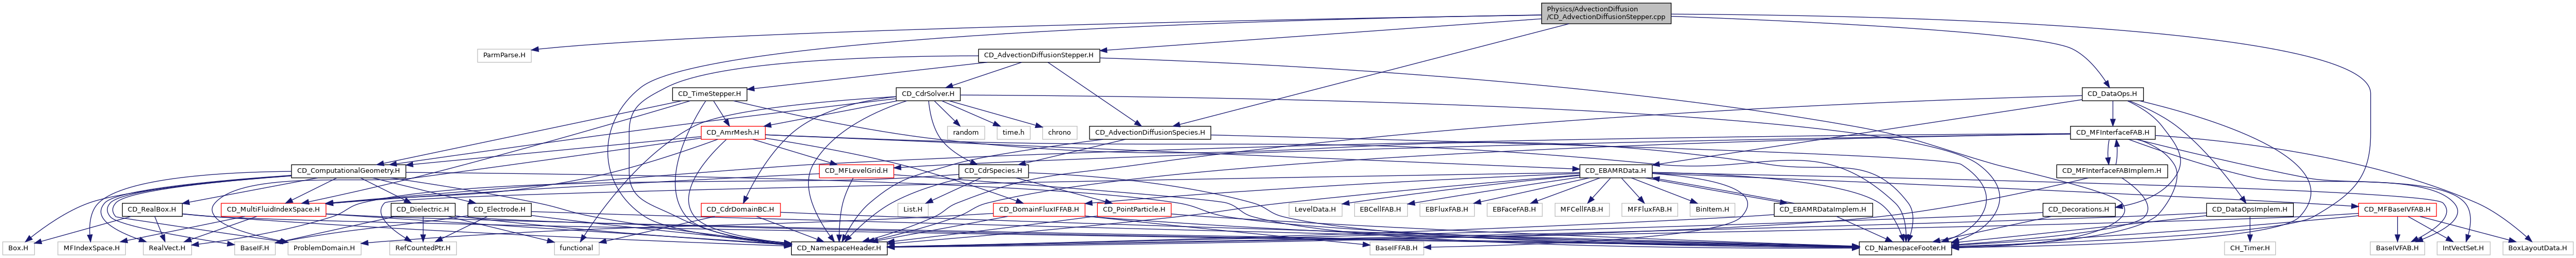 Physics/AdvectionDiffusion
/CD_AdvectionDiffusionStepper.cpp
ParmParse.H
CD_AdvectionDiffusionStepper.H
CD_TimeStepper.H
CD_CdrSolver.H
CD_DataOps.H
CD_AmrMesh.H
random
time.h
chrono
CD_AdvectionDiffusionSpecies.H
CD_MFInterfaceFAB.H
CD_ComputationalGeometry.H
CD_MFLevelGrid.H
CD_CdrSpecies.H
CD_EBAMRData.H
CD_MFInterfaceFABImplem.H
CD_RealBox.H
CD_MultiFluidIndexSpace.H
CD_Dielectric.H
CD_Electrode.H
CD_CdrDomainBC.H
List.H
CD_DomainFluxIFFAB.H
CD_PointParticle.H
LevelData.H
EBCellFAB.H
EBFluxFAB.H
EBFaceFAB.H
MFCellFAB.H
MFFluxFAB.H
BinItem.H
CD_EBAMRDataImplem.H
CD_Decorations.H
CD_DataOpsImplem.H
CD_MFBaseIVFAB.H
Box.H
MFIndexSpace.H
RealVect.H
BaseIF.H
ProblemDomain.H
RefCountedPtr.H
functional
CD_NamespaceHeader.H
BaseIFFAB.H
CD_NamespaceFooter.H
CH_Timer.H
BaseIVFAB.H
IntVectSet.H
BoxLayoutData.H